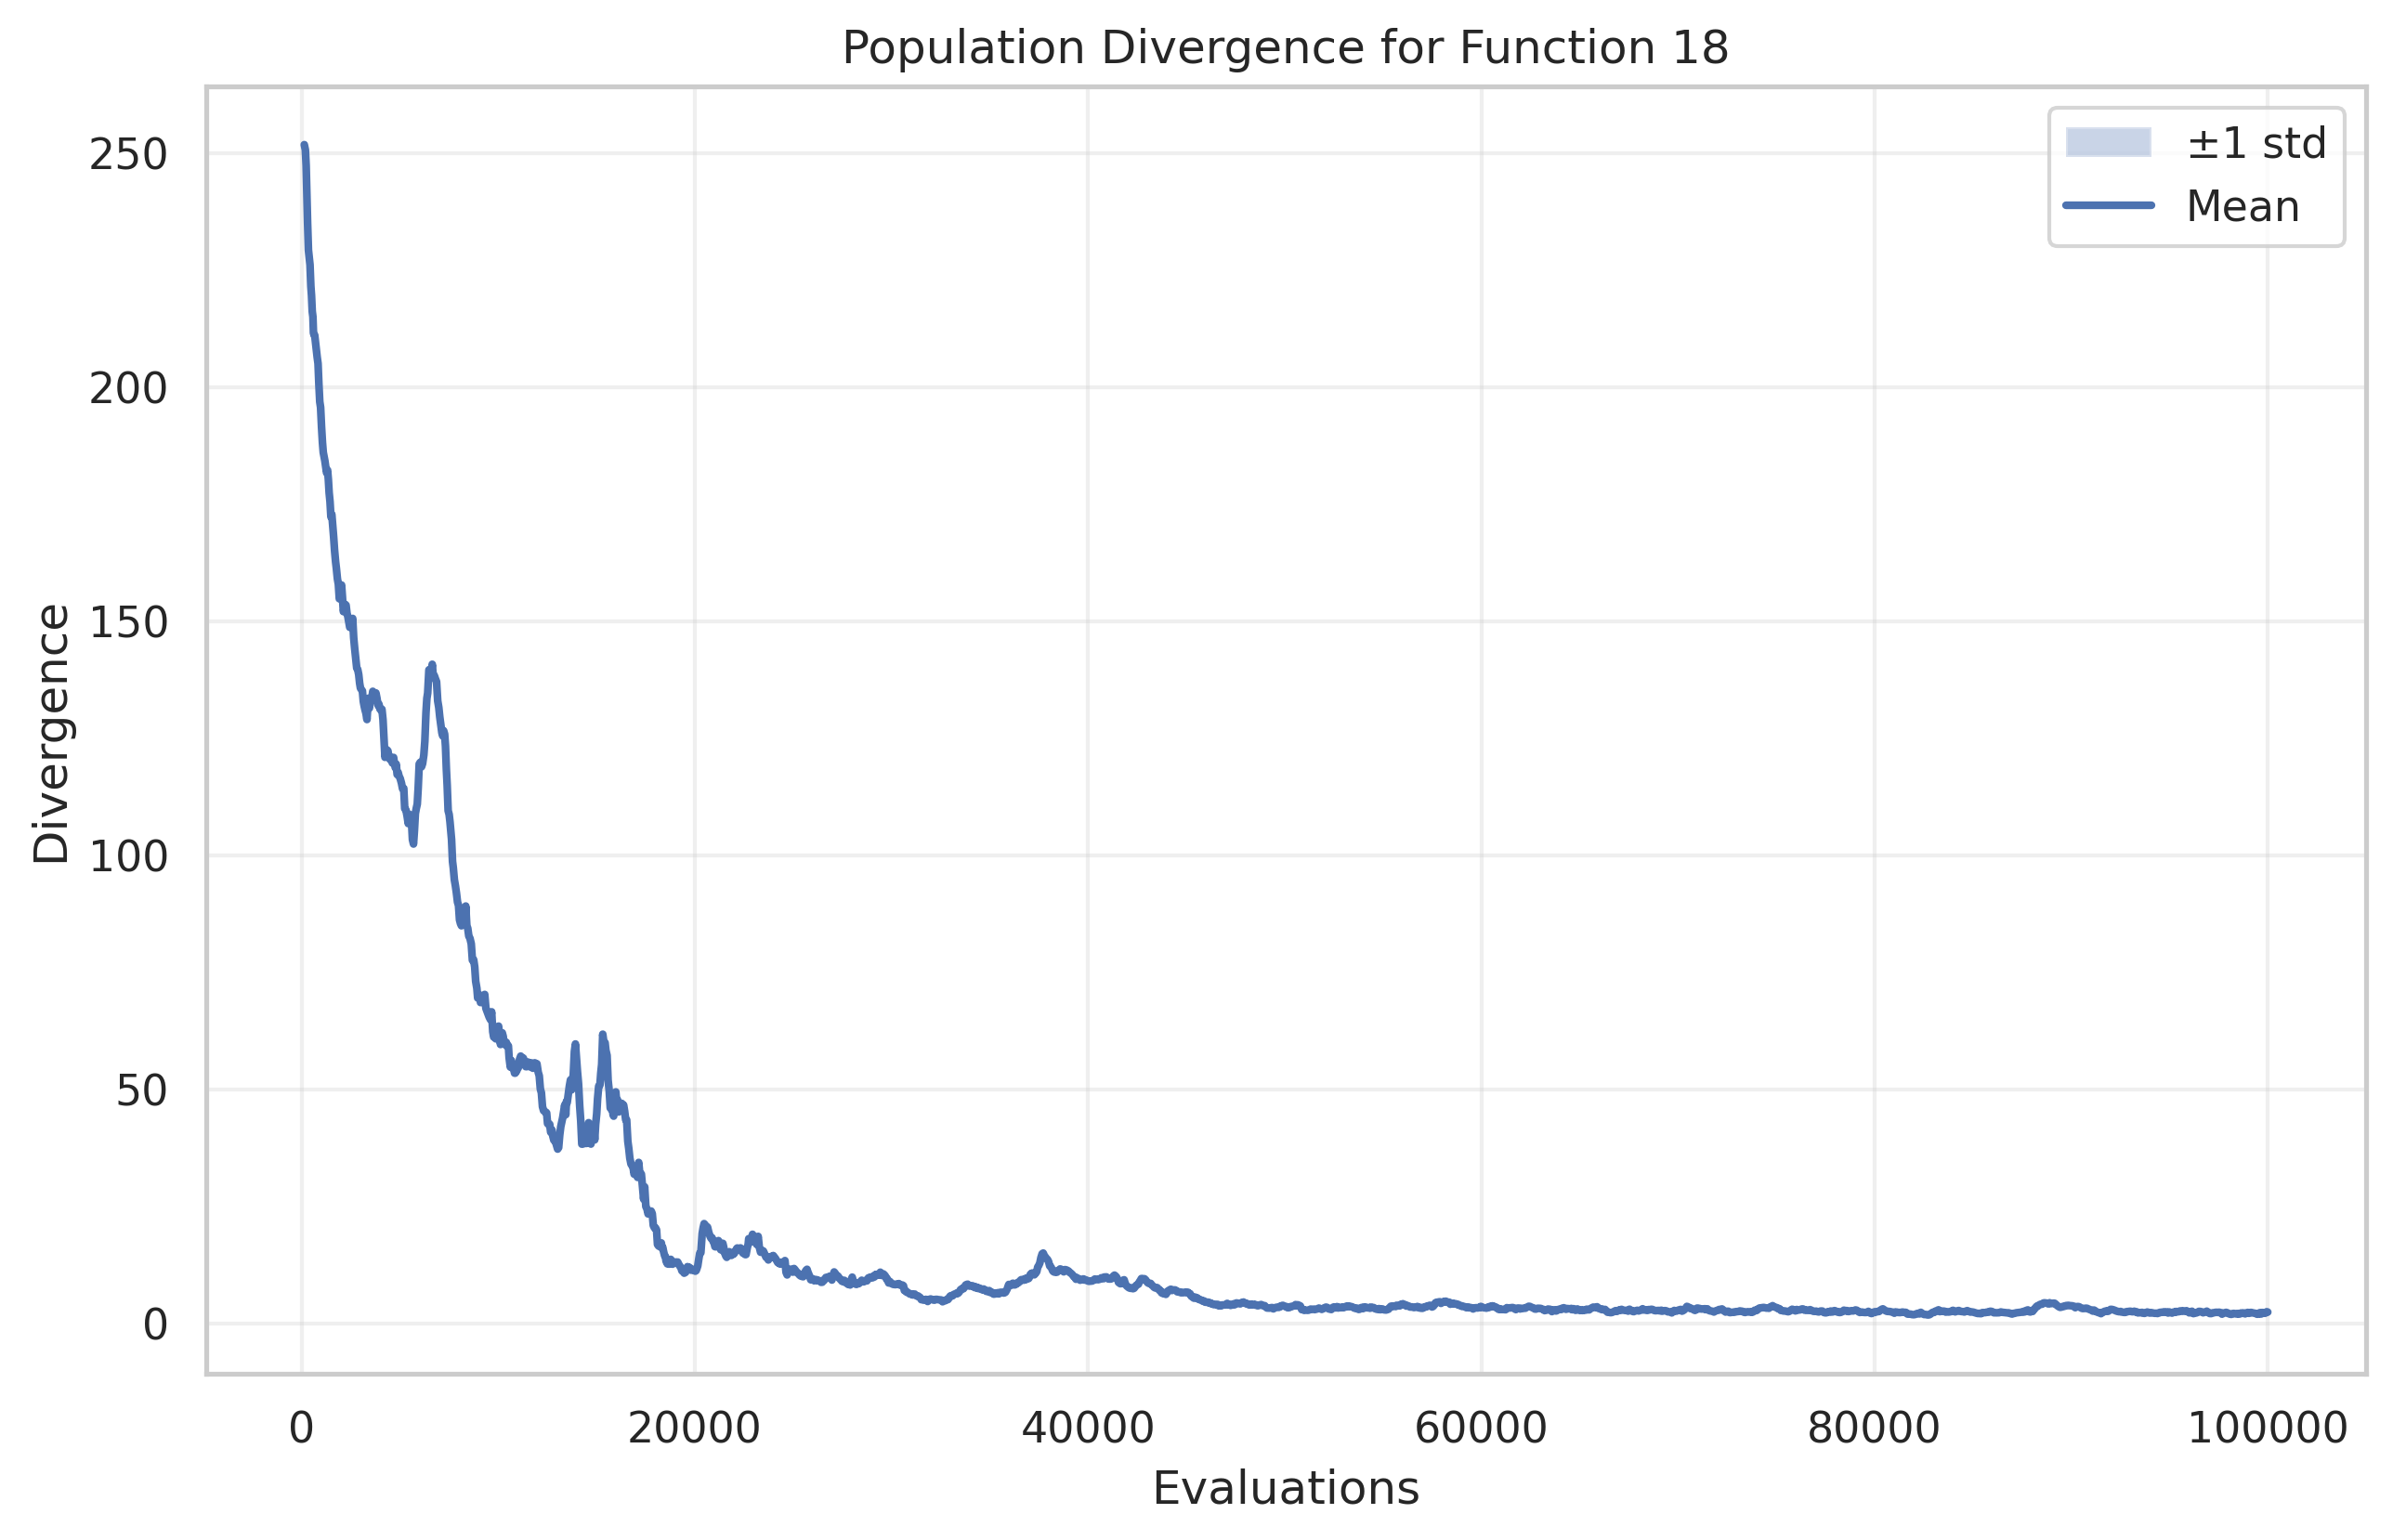 Population Divergence for Function 18
±1 std
Mean
Divergence
250
200
150
100
50
0
0 20000 40000 60000 80000 100000
Evaluations